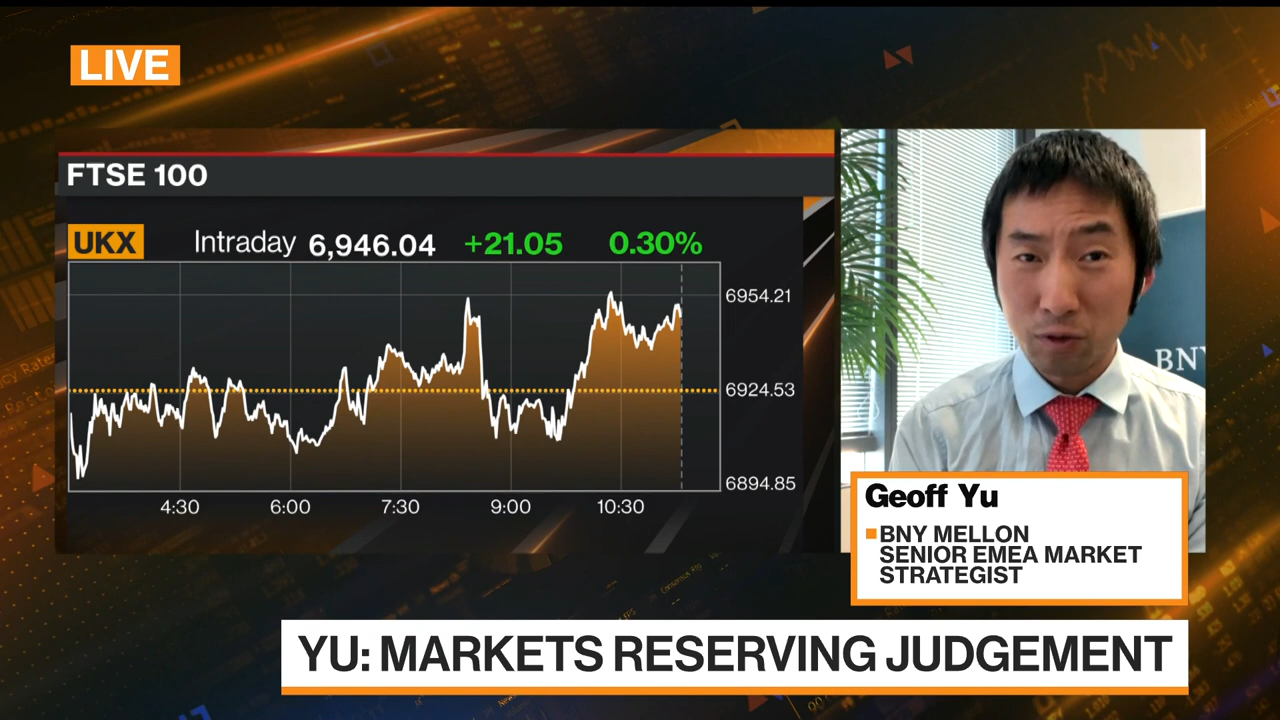 LIVE
FTSE 100
UKX Intraday 6,946.04 +21.05 0.30%
6954.21
6924.53
6894.85
4:30 6:00 7:30 9:00 10:30
BNY
Geoff Yu
BNY MELLON
SENIOR EMEA MARKET
STRATEGIST
YU: MARKETS RESERVING JUDGEMENT